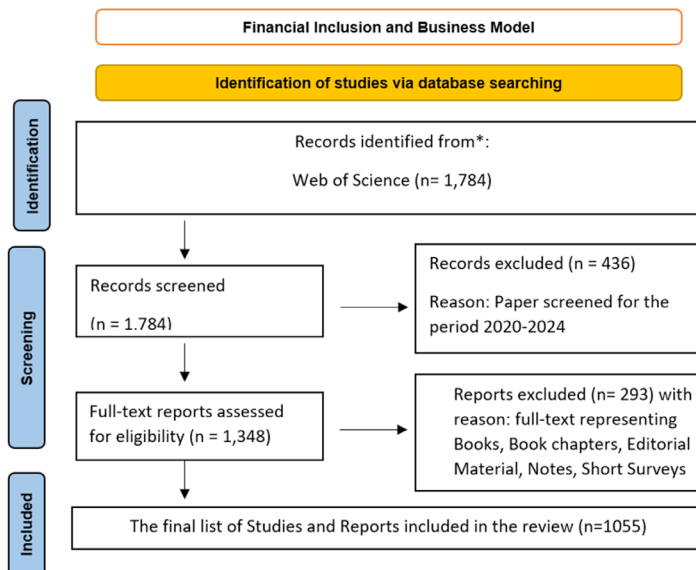 Financial Inclusion and Business Model
Identification of studies via database searching
Identification
Records identified from*:
Web of Science (n= 1,784)
Screening
Records screened
(n = 1.784)
Records excluded (n = 436)
Reason: Paper screened for the
period 2020-2024
Full-text reports assessed
for eligibility (n = 1,348)
Reports excluded (n= 293) with
reason: full-text representing
Books, Book chapters, Editorial
Material, Notes, Short Surveys
Included
The final list of Studies and Reports included in the review (n=1055)